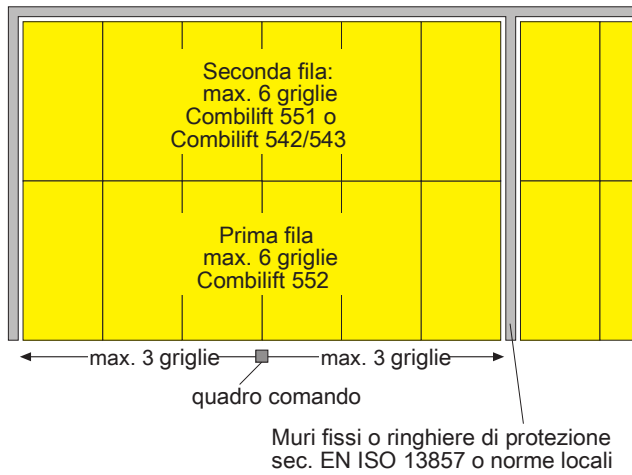 Seconda fila:
max. 6 griglie
Combilift 551 o
Combilift 542/543
Prima fila
max. 6 griglie
Combilift 552
max. 3 griglie
max. 3 griglie
quadro comando
Muri fissi o ringhiere di protezione
sec. EN ISO 13857 o norme locali